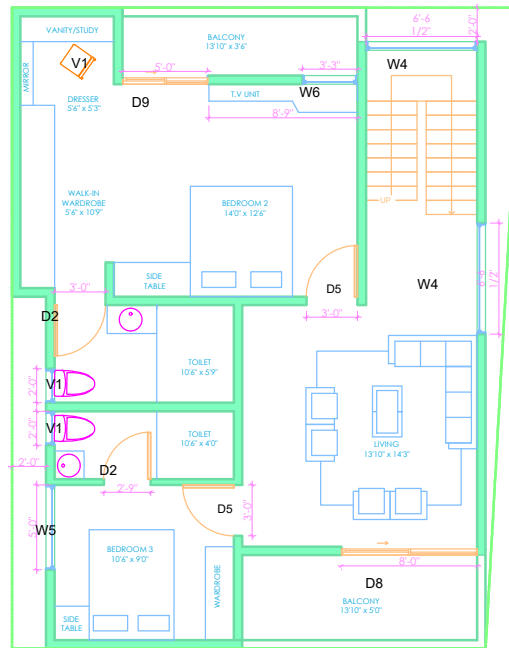 VANITY/STUDY
V1
MIRROR
DRESSER
5'6" x 5'3"
BALCONY
13'10" x 3'6"
5'-0"
D9
3'-3"
W6
T.V UNIT
8'-9"
6'-6
1/2"
2'-0"
W4
UP
WALK-IN
WARDROBE
5'6" x 10'9"
BEDROOM 2
14'0" x 12'6"
SIDE
TABLE
D5
3'-0"
W4
6'-6
1/2"
3'-0"
D2
TOILET
10'6" x 5'9"
V1
2'-0"
V1
2'-0"
TOILET
10'6" x 4'0"
LIVING
13'10" x 14'3"
2'-0"
D2
2'-9"
D5
3'-0"
W5
5'-0"
BEDROOM 3
10'6" x 9'0"
WARDROBE
SIDE
TABLE
8'-0"
D8
BALCONY
13'10" x 5'0"